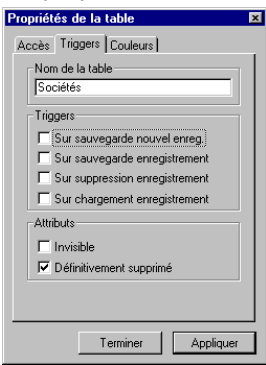 Propriétés de la table
Accès Triggers Couleurs
Nom de la table
Sociétés
Triggers
Sur sauvegarde nouvel enreg.
Sur sauvegarde enregistrement
Sur suppression enregistrement
Sur chargement enregistrement
Attributs
Invisible
Définitivement supprimé
Terminer Appliquer